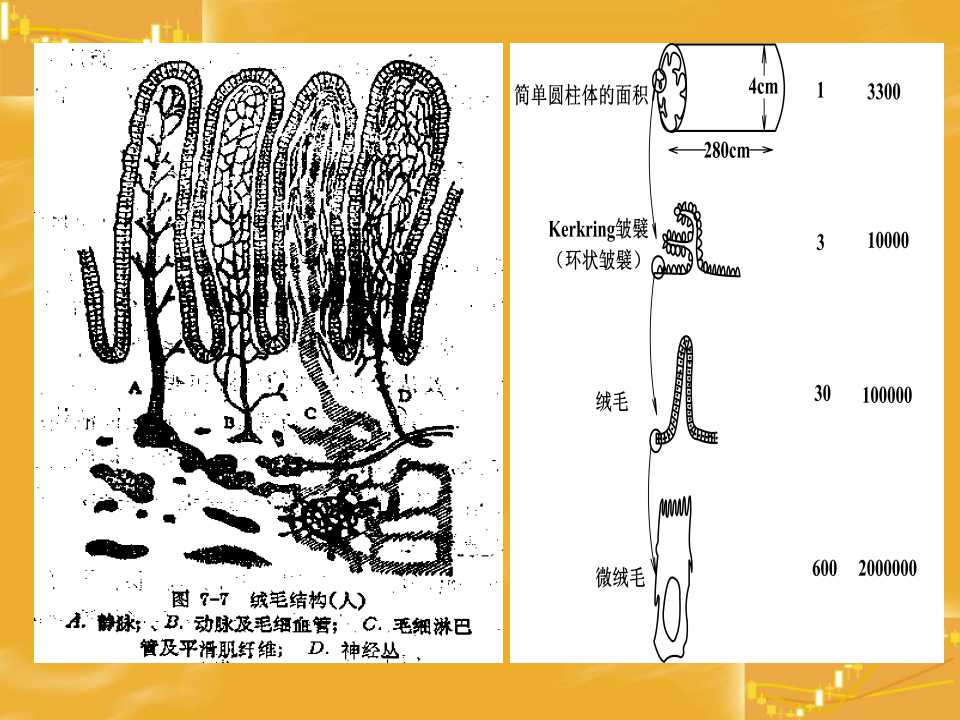 A
B
C
D
图 7-7 绒毛结构(人)
A. 静脉; B. 动脉及毛细血管; C. 毛细淋巴
管及平滑肌纤维; D. 神经丛
简单圆柱体的面积
4cm
280cm
1 3300
Kerkring皱襞
（环状皱襞）
3 10000
绒毛
30 100000
微绒毛
600 2000000